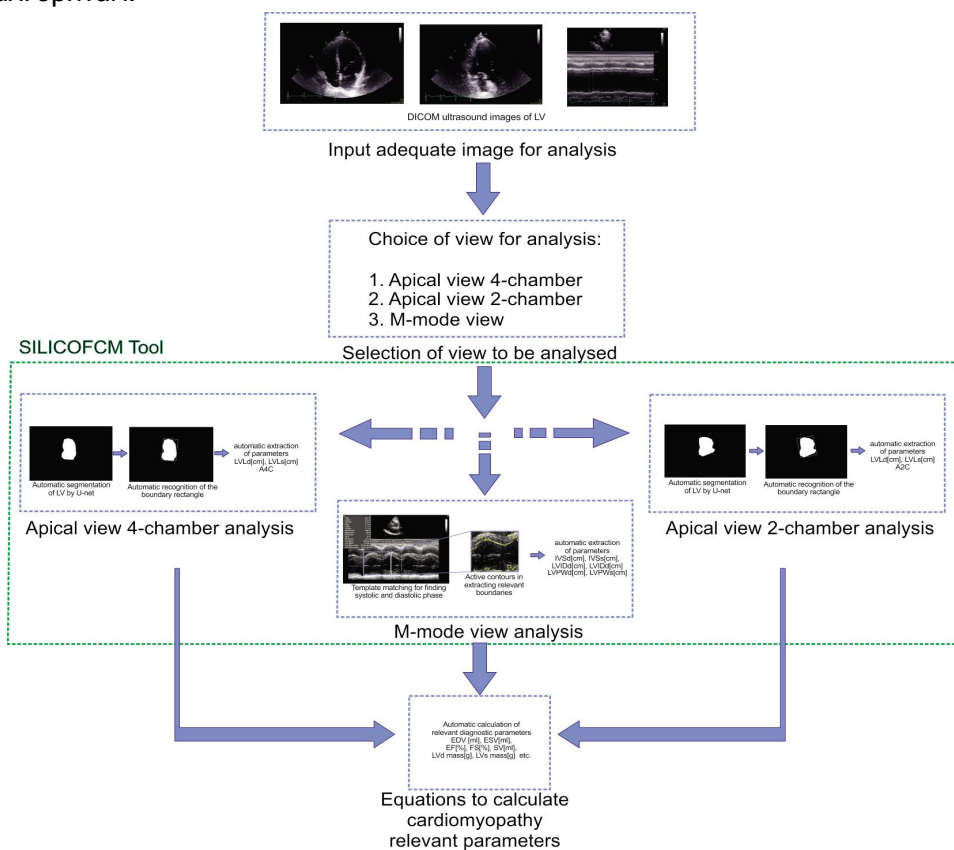 DICOM ultrasound images of LV
Input adequate image for analysis
Choice of view for analysis:
1. Apical view 4-chamber
2. Apical view 2-chamber
3. M-mode view
Selection of view to be analysed
SILICOFCM Tool
Automatic segmentation
of LV by U-net
Automatic recognition of the
boundary rectangle
automatic extraction
of parameters
LVLd[cm], LVLs[cm]
A4C
Apical view 4-chamber analysis
Automatic segmentation
of LV by U-net
Automatic recognition of the
boundary rectangle
automatic extraction
of parameters
LVLd[cm], LVLs[cm]
A2C
Apical view 2-chamber analysis
Template matching for finding
systolic and diastolic phase
Active contours in
extracting relevant
boundaries
automatic extraction
of parameters
IVSd[cm], IVSs[cm],
LVIDd[cm], LVIDd[cm]
LVPWd[cm], LVPWs[cm]
M-mode view analysis
Automatic calculation of
relevant diagnostic parameters
EDV [ml], ESV[ml],
EF[%], FS[%], SV[ml],
LVd mass[g], LVs mass[g] etc.
Equations to calculate
cardiomyopathy
relevant parameters